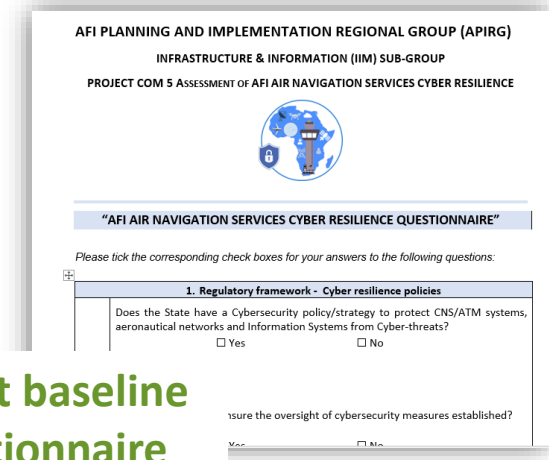 AFI PLANNING AND IMPLEMENTATION REGIONAL GROUP (APIRG)
INFRASTRUCTURE & INFORMATION (IIM) SUB-GROUP
PROJECT COM 5 ASSESSMENT OF AFI AIR NAVIGATION SERVICES CYBER RESILIENCE
“AFI AIR NAVIGATION SERVICES CYBER RESILIENCE QUESTIONNAIRE”
Please tick the corresponding check boxes for your answers to the following questions:
1. Regulatory framework - Cyber resilience policies
Does the State have a Cybersecurity policy/strategy to protect CNS/ATM systems,
aeronautical networks and Information Systems from Cyber-threats?
☐ Yes ☐ No
baseline
the oversight of cybersecurity measures established?
☐ No